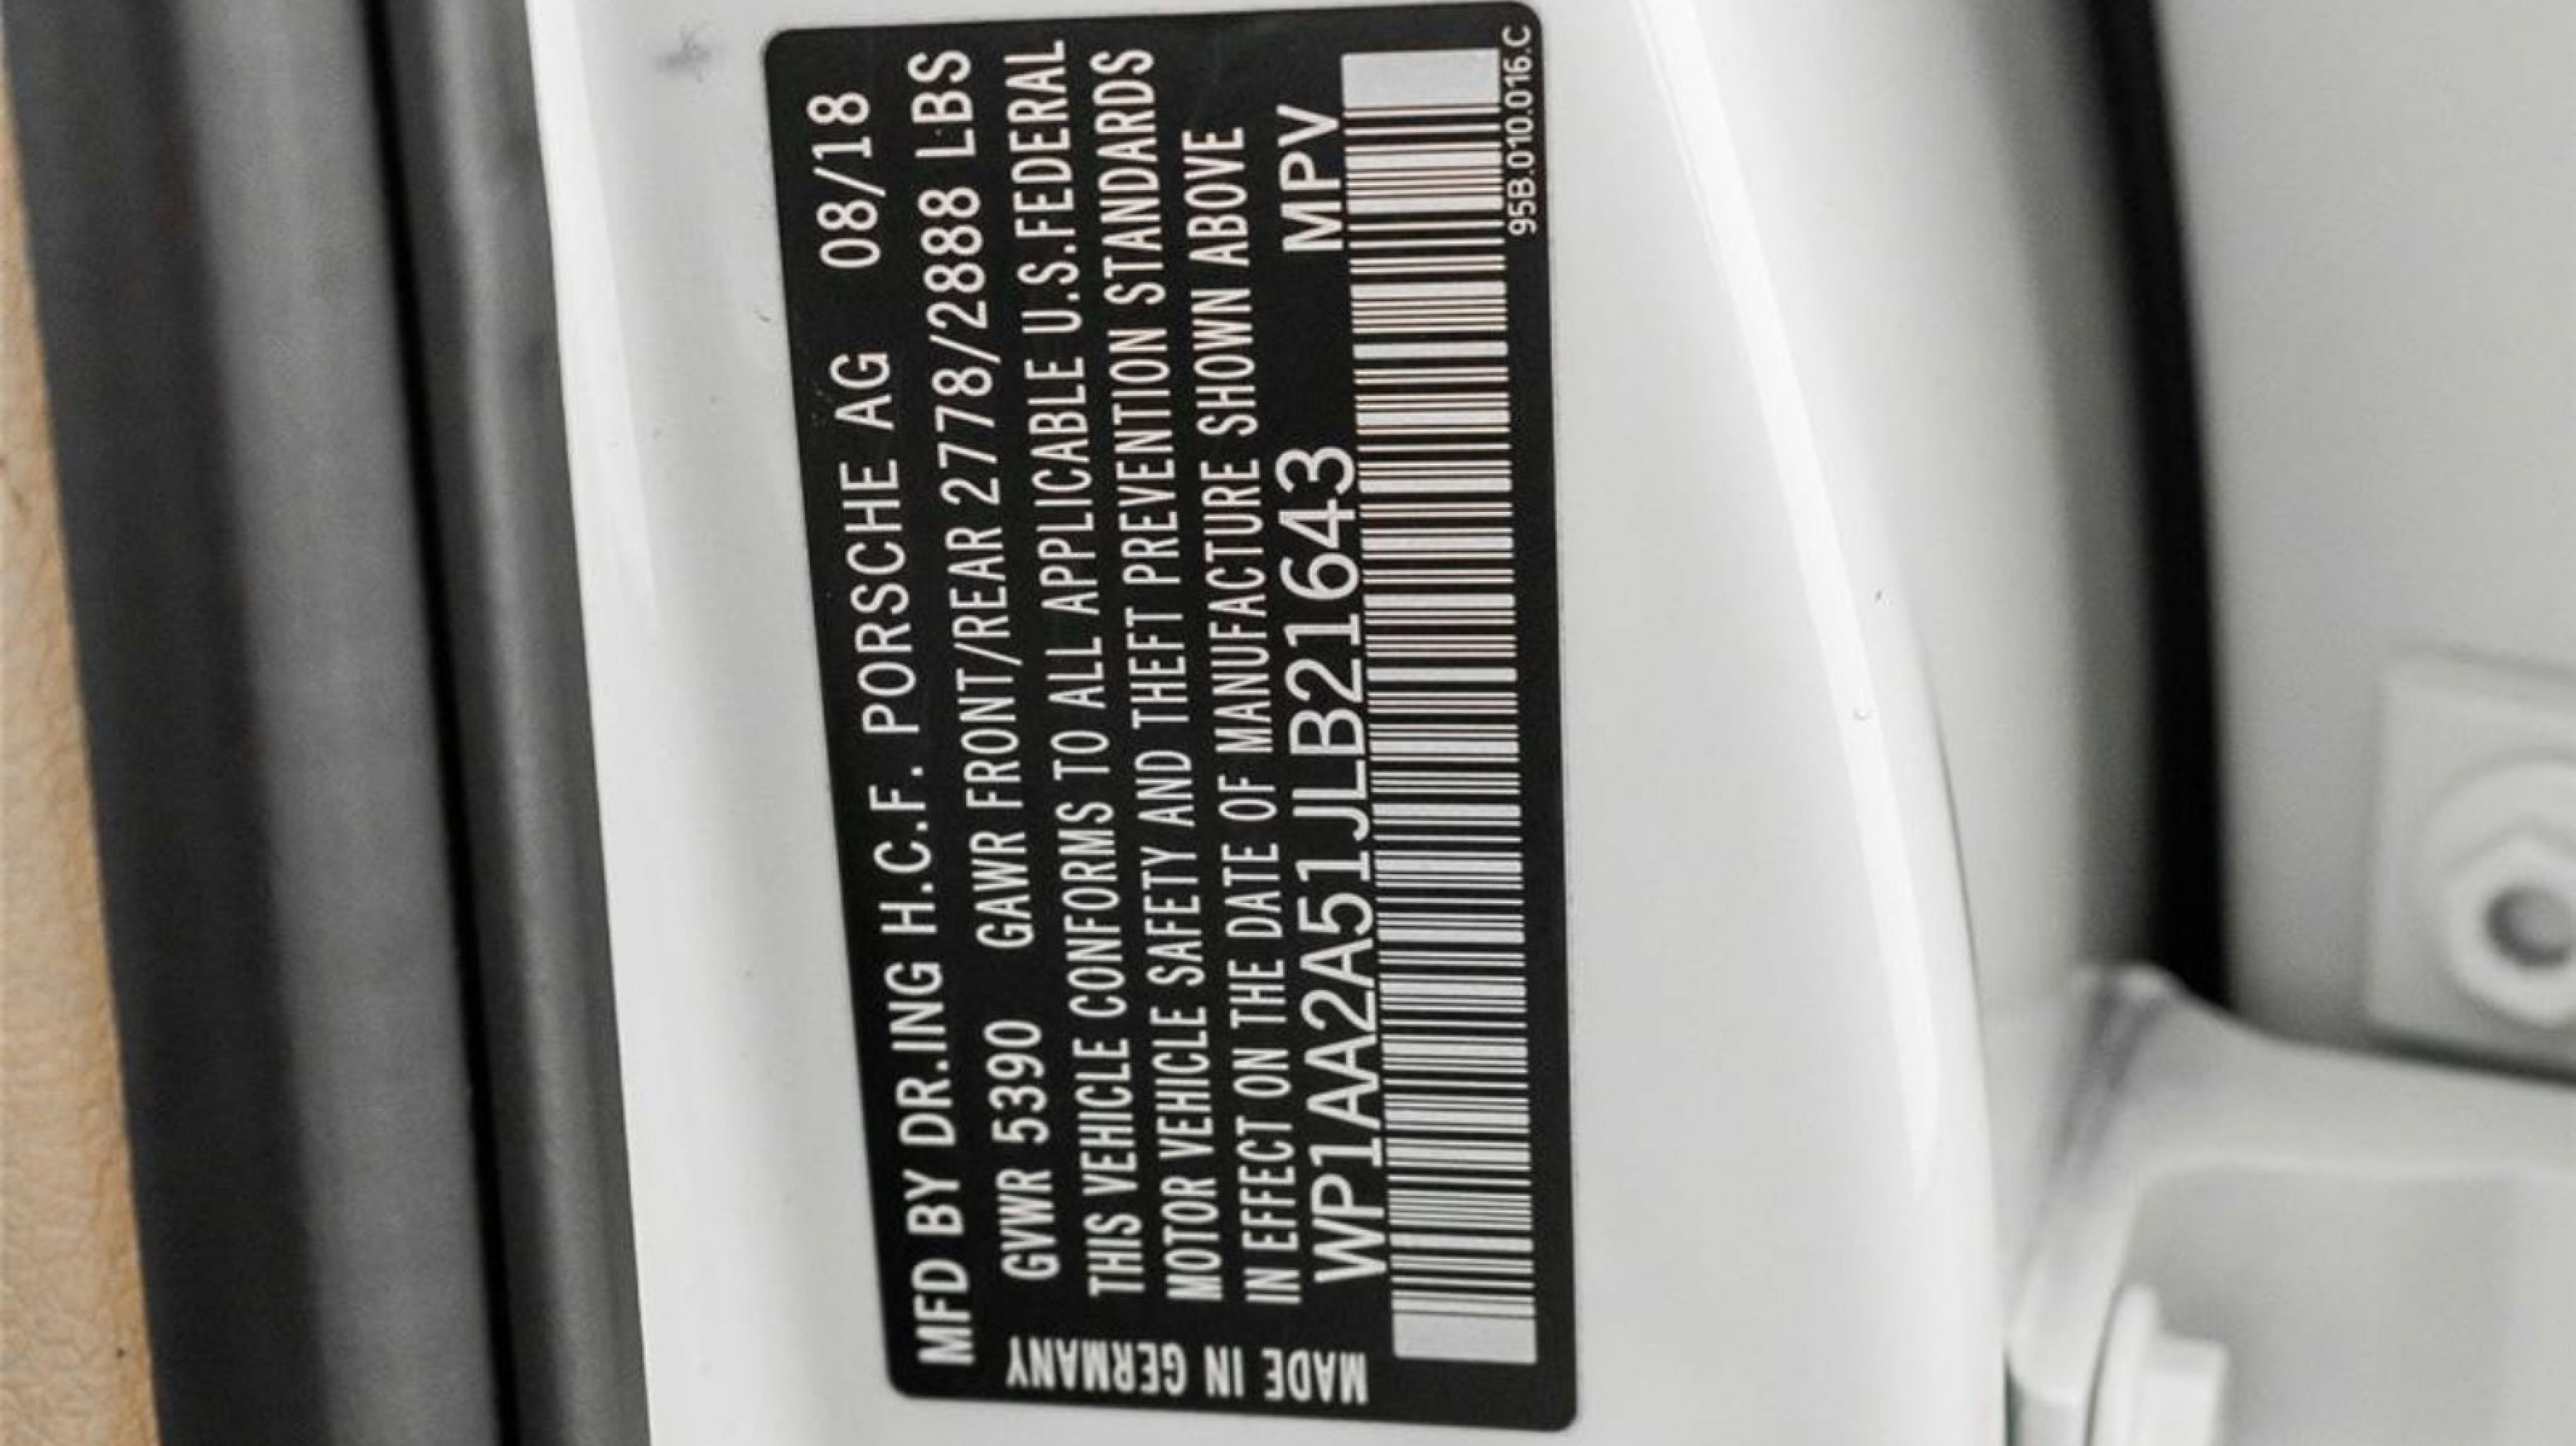 MFD BY DR.ING H.C.F. PORSCHE AG 08/18
GVWR 5390 GAWR FRONT/REAR 2778/2888 LBS
THIS VEHICLE CONFORMS TO ALL APPLICABLE U.S.FEDERAL
MOTOR VEHICLE SAFETY AND THEFT PREVENTION STANDARDS
IN EFFECT ON THE DATE OF MANUFACTURE SHOWN ABOVE
WP1AA2A51JLB21643 MPV
95B.010.016.C
MADE IN GERMANY